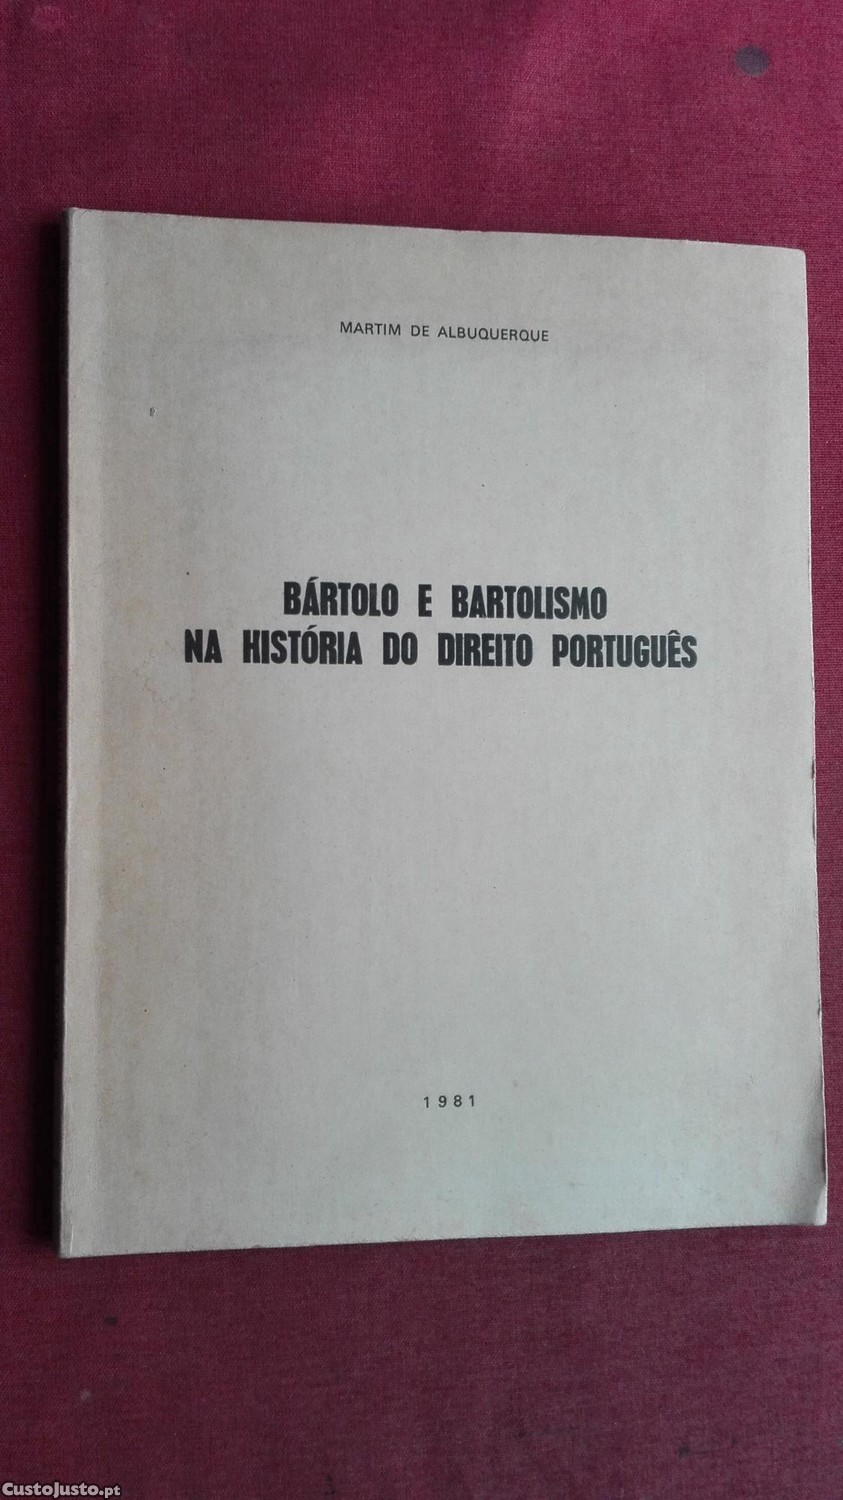 MARTIM DE ALBUQUERQUE
BÁRTOLO E BARTOLISMO
NA HISTÓRIA DO DIREITO PORTUGUÊS
1981
CustoJusto.pt